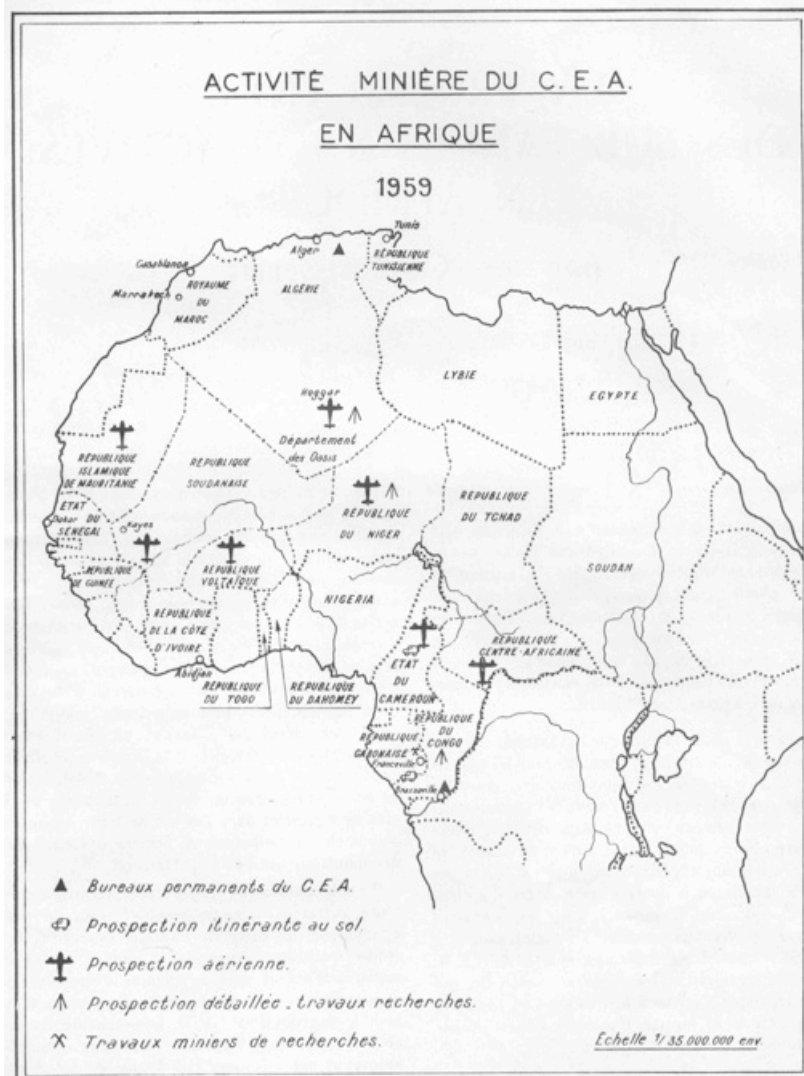 ACTIVITÉ MINIÈRE DU C.E.A.
EN AFRIQUE
1959
Tunis
Alger
Casablanca
RÉPUBLIQUE
TUNISIENNE
Marrakech
ROYAUME
DU
MAROC
ALGÉRIE
LYBIE
EGYPTE
Hoggar
Département
des Oasis
RÉPUBLIQUE
ISLAMIQUE
DE MAURITANIE
RÉPUBLIQUE
SOUDANAISE
RÉPUBLIQUE
DU NIGER
RÉPUBLIQUE
DU TCHAD
ETAT
Dakar DU
SÉNÉGAL
Kayes
RÉPUBLIQUE
DE GUINÉE
RÉPUBLIQUE
VOLTAÏQUE
SOUDAN
NIGERIA
RÉPUBLIQUE
DE LA CÔTE
D'IVOIRE
Abidjan
RÉPUBLIQUE
DU TOGO
RÉPUBLIQUE
DU DAHOMEY
RÉPUBLIQUE
CENTRE-AFRICAINE
ETAT
DU
CAMEROUN
RÉPUBLIQUE
DU
CONGO
RÉPUBLIQUE
GABONAISE
Franceville
Brazzaville
Bureaux permanents du C.E.A.
Prospection itinérante au sol.
Prospection aérienne.
Prospection détaillée. travaux recherches.
Travaux miniers de recherches.
Echelle 1/35.000.000 env.